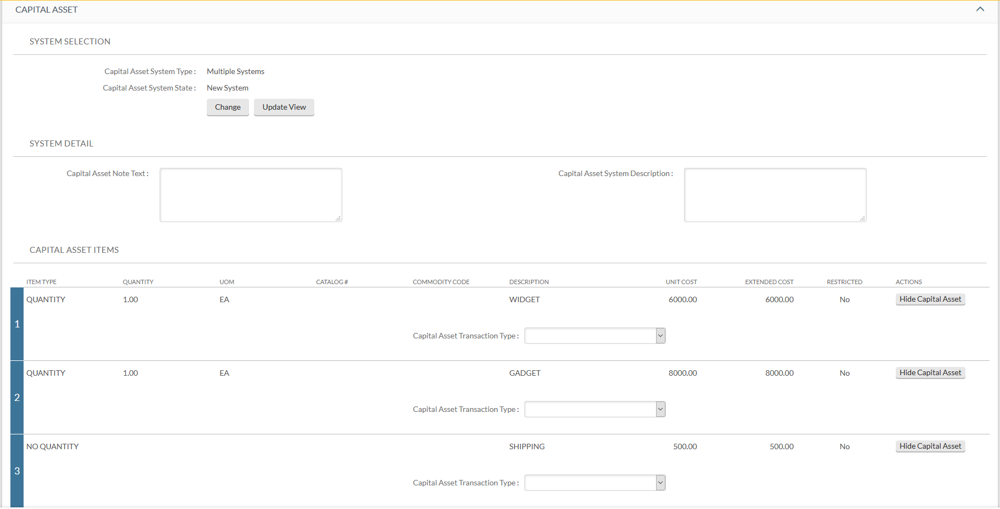 CAPITAL ASSET
SYSTEM SELECTION
Capital Asset System Type : Multiple Systems
Capital Asset System State : New System
Change Update View
SYSTEM DETAIL
Capital Asset Note Text : Capital Asset System Description :
CAPITAL ASSET ITEMS
ITEM TYPE QUANTITY UOM CATALOG # COMMODITY CODE DESCRIPTION UNIT COST EXTENDED COST RESTRICTED ACTIONS
QUANTITY 1.00 EA WIDGET 6000.00 6000.00 No Hide Capital Asset
1
Capital Asset Transaction Type :
QUANTITY 1.00 EA GADGET 8000.00 8000.00 No Hide Capital Asset
2
Capital Asset Transaction Type :
NO QUANTITY SHIPPING 500.00 500.00 No Hide Capital Asset
3
Capital Asset Transaction Type :